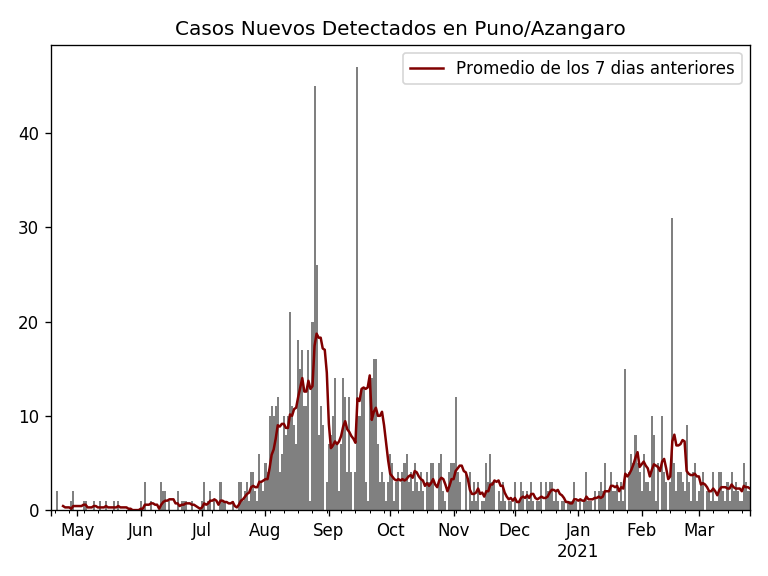 Casos Nuevos Detectados en Puno/Azangaro
Promedio de los 7 dias anteriores
40
30
20
10
0
May Jun Jul Aug Sep Oct Nov Dec Jan Feb Mar
2021